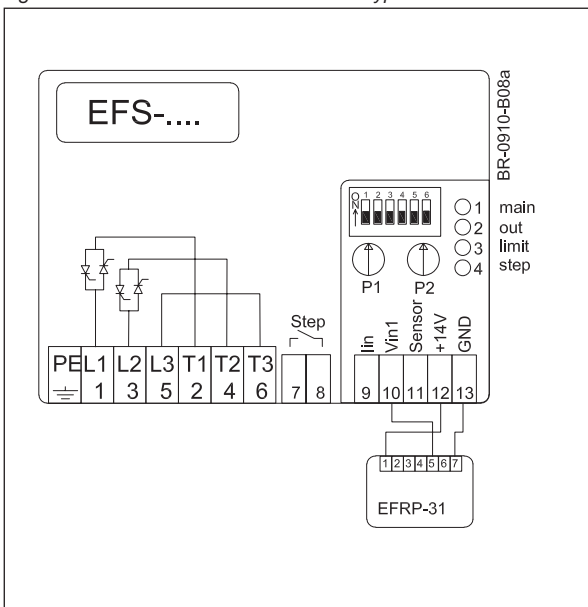 EFS-....
BR-0910-B08a
ON 1 2 3 4 5 6
1 main
2 out
3 limit
4 step
P1 P2
Step
Iin Vin1 Sensor +14V GND
PE L1 L2 L3 T1 T2 T3
1 3 5 2 4 6 7 8 9 10 11 12 13
1 2 3 4 5 6 7
EFRP-31